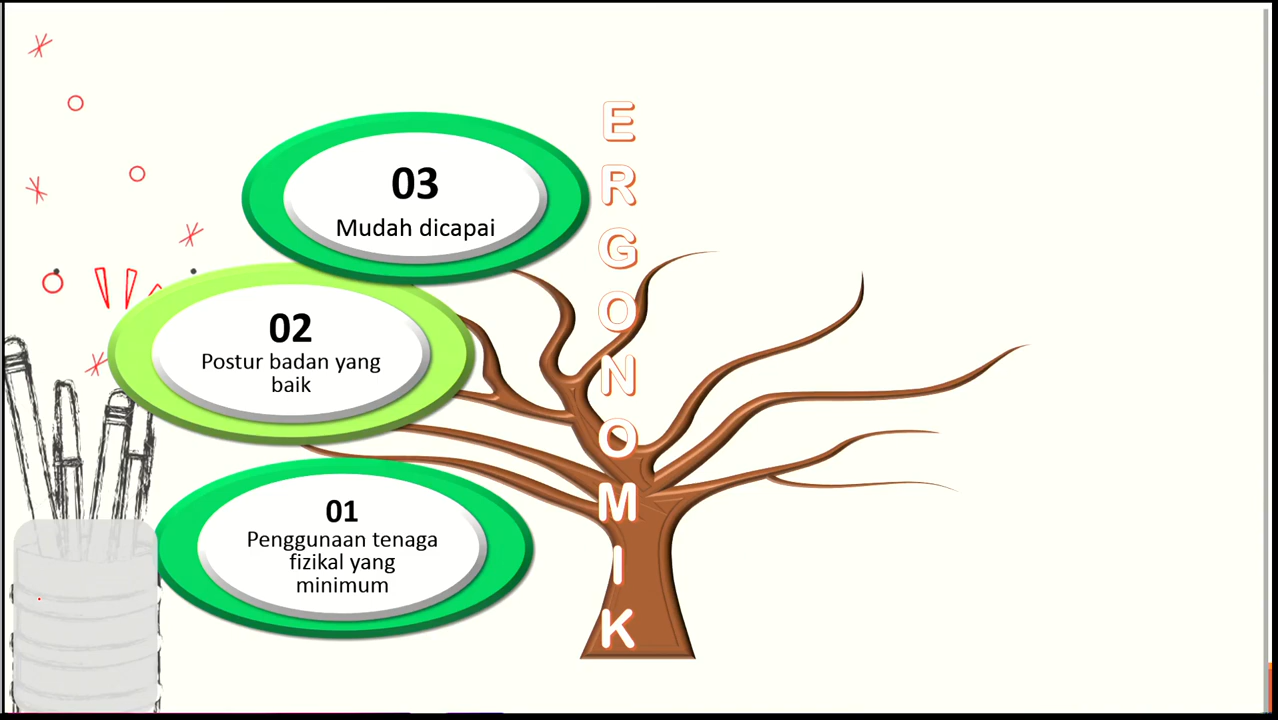 ERGONOMIK
03
Mudah dicapai
02
Postur badan yang
baik
01
Penggunaan tenaga
fizikal yang
minimum